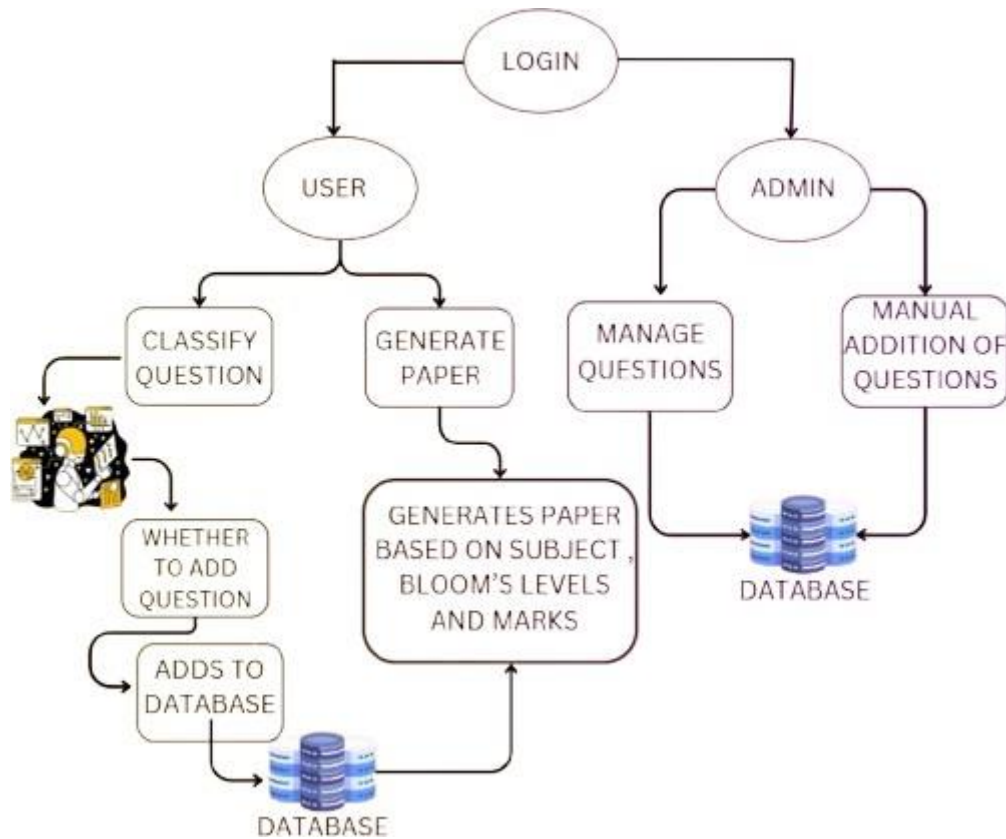 LOGIN
USER
ADMIN
CLASSIFY
QUESTION
GENERATE
PAPER
MANAGE
QUESTIONS
MANUAL
ADDITION OF
QUESTIONS
WHETHER
TO ADD
QUESTION
GENERATES PAPER
BASED ON SUBJECT ,
BLOOM'S LEVELS
AND MARKS
DATABASE
ADDS TO
DATABASE
DATABASE